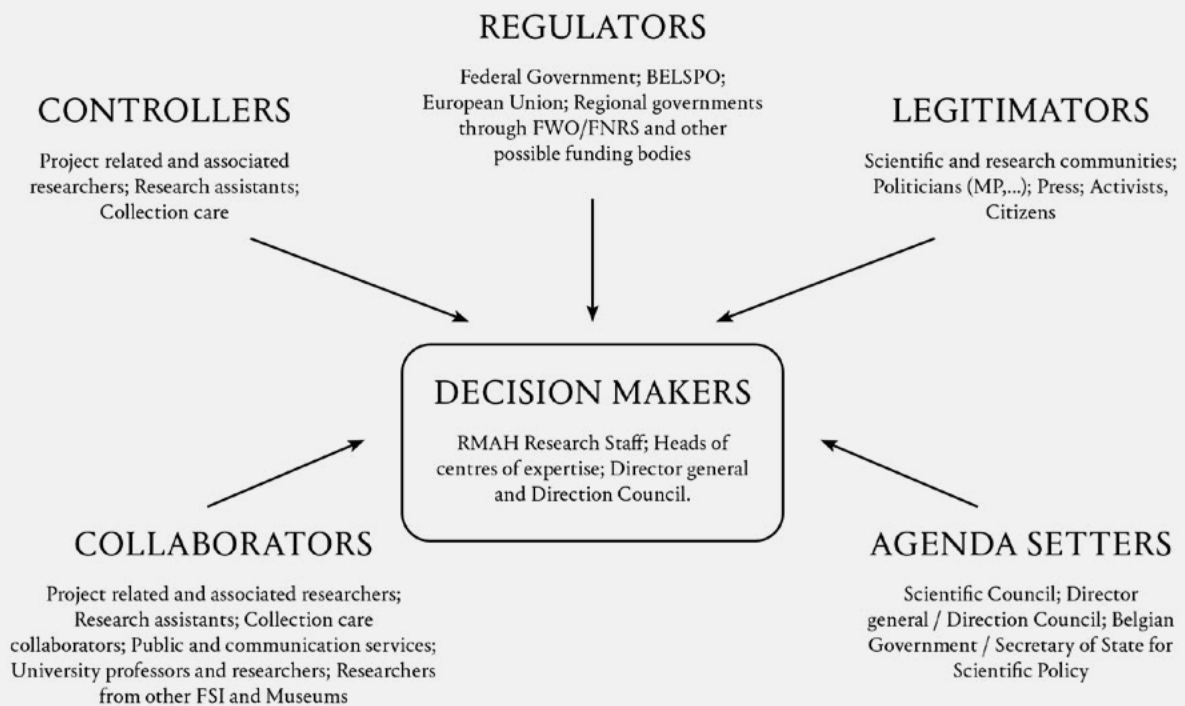 REGULATORS
Federal Government; BELSPO;
European Union; Regional governments
through FWO/FNRS and other
possible funding bodies
CONTROLLERS
Project related and associated
researchers; Research assistants;
Collection care
LEGITIMATORS
Scientific and research communities;
Politicians (MP,...); Press; Activists,
Citizens
DECISION MAKERS
RMAH Research Staff; Heads of
centres of expertise; Director general
and Direction Council.
COLLABORATORS
Project related and associated researchers;
Research assistants; Collection care
collaborators; Public and communication services;
University professors and researchers; Researchers
from other FSI and Museums
AGENDA SETTERS
Scientific Council; Director
general / Direction Council; Belgian
Government / Secretary of State for
Scientific Policy